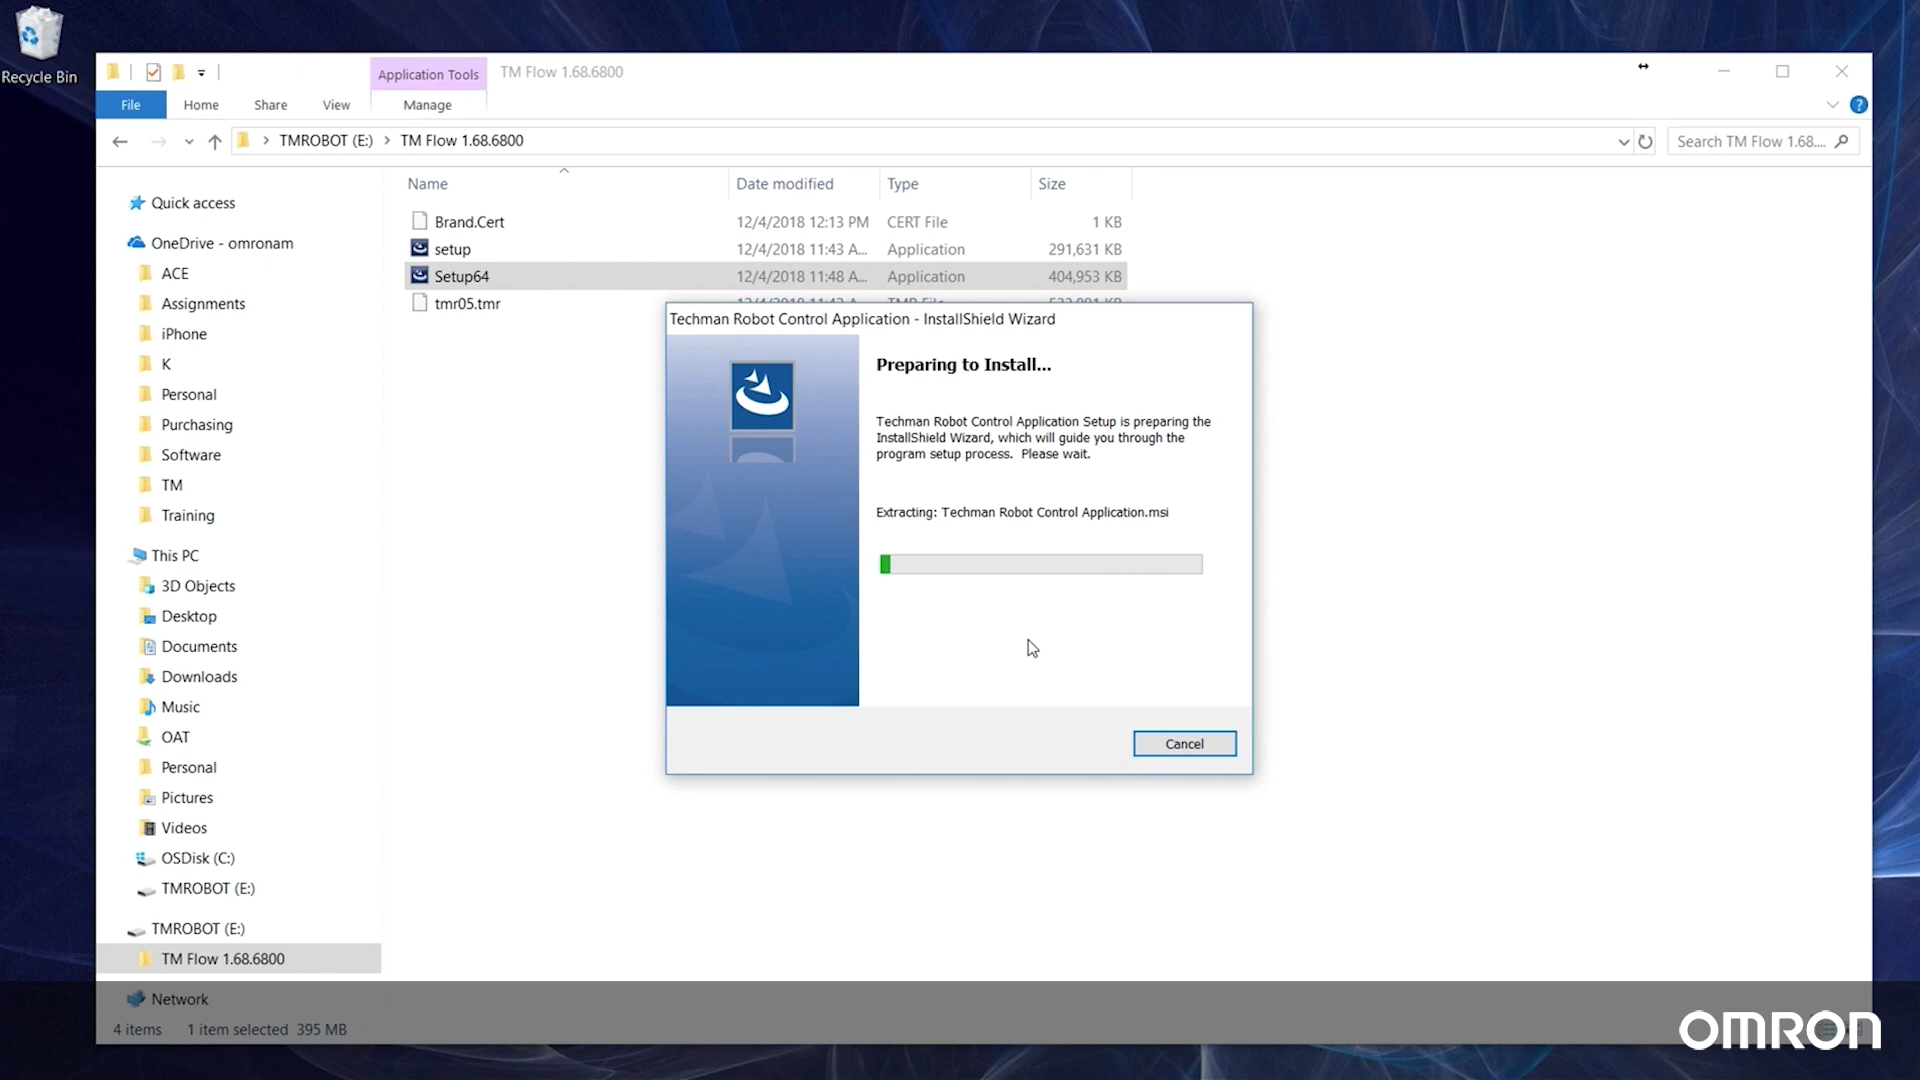 Recycle Bin
Application Tools
TM Flow 1.68.6800
File
Home
Share
View
Manage
TMROBOT (E:)
TM Flow 1.68.6800
Search TM Flow 1.68....
Name
Date modified
Type
Size
Brand.Cert
12/4/2018 12:13 PM
CERT File
1 KB
setup
12/4/2018 11:43 A...
Application
291,631 KB
Setup64
12/4/2018 11:48 A...
Application
404,953 KB
tmr05.tmr
Quick access
OneDrive - omronam
ACE
Assignments
iPhone
K
Personal
Purchasing
Software
TM
Training
This PC
3D Objects
Desktop
Documents
Downloads
Music
OAT
Personal
Pictures
Videos
OSDisk (C:)
TMROBOT (E:)
TMROBOT (E:)
TM Flow 1.68.6800
Network
4 items
1 item selected 395 MB
Techman Robot Control Application - InstallShield Wizard
Preparing to Install...
Techman Robot Control Application Setup is preparing the
InstallShield Wizard, which will guide you through the
program setup process. Please wait.
Extracting: Techman Robot Control Application.msi
Cancel
OMRON